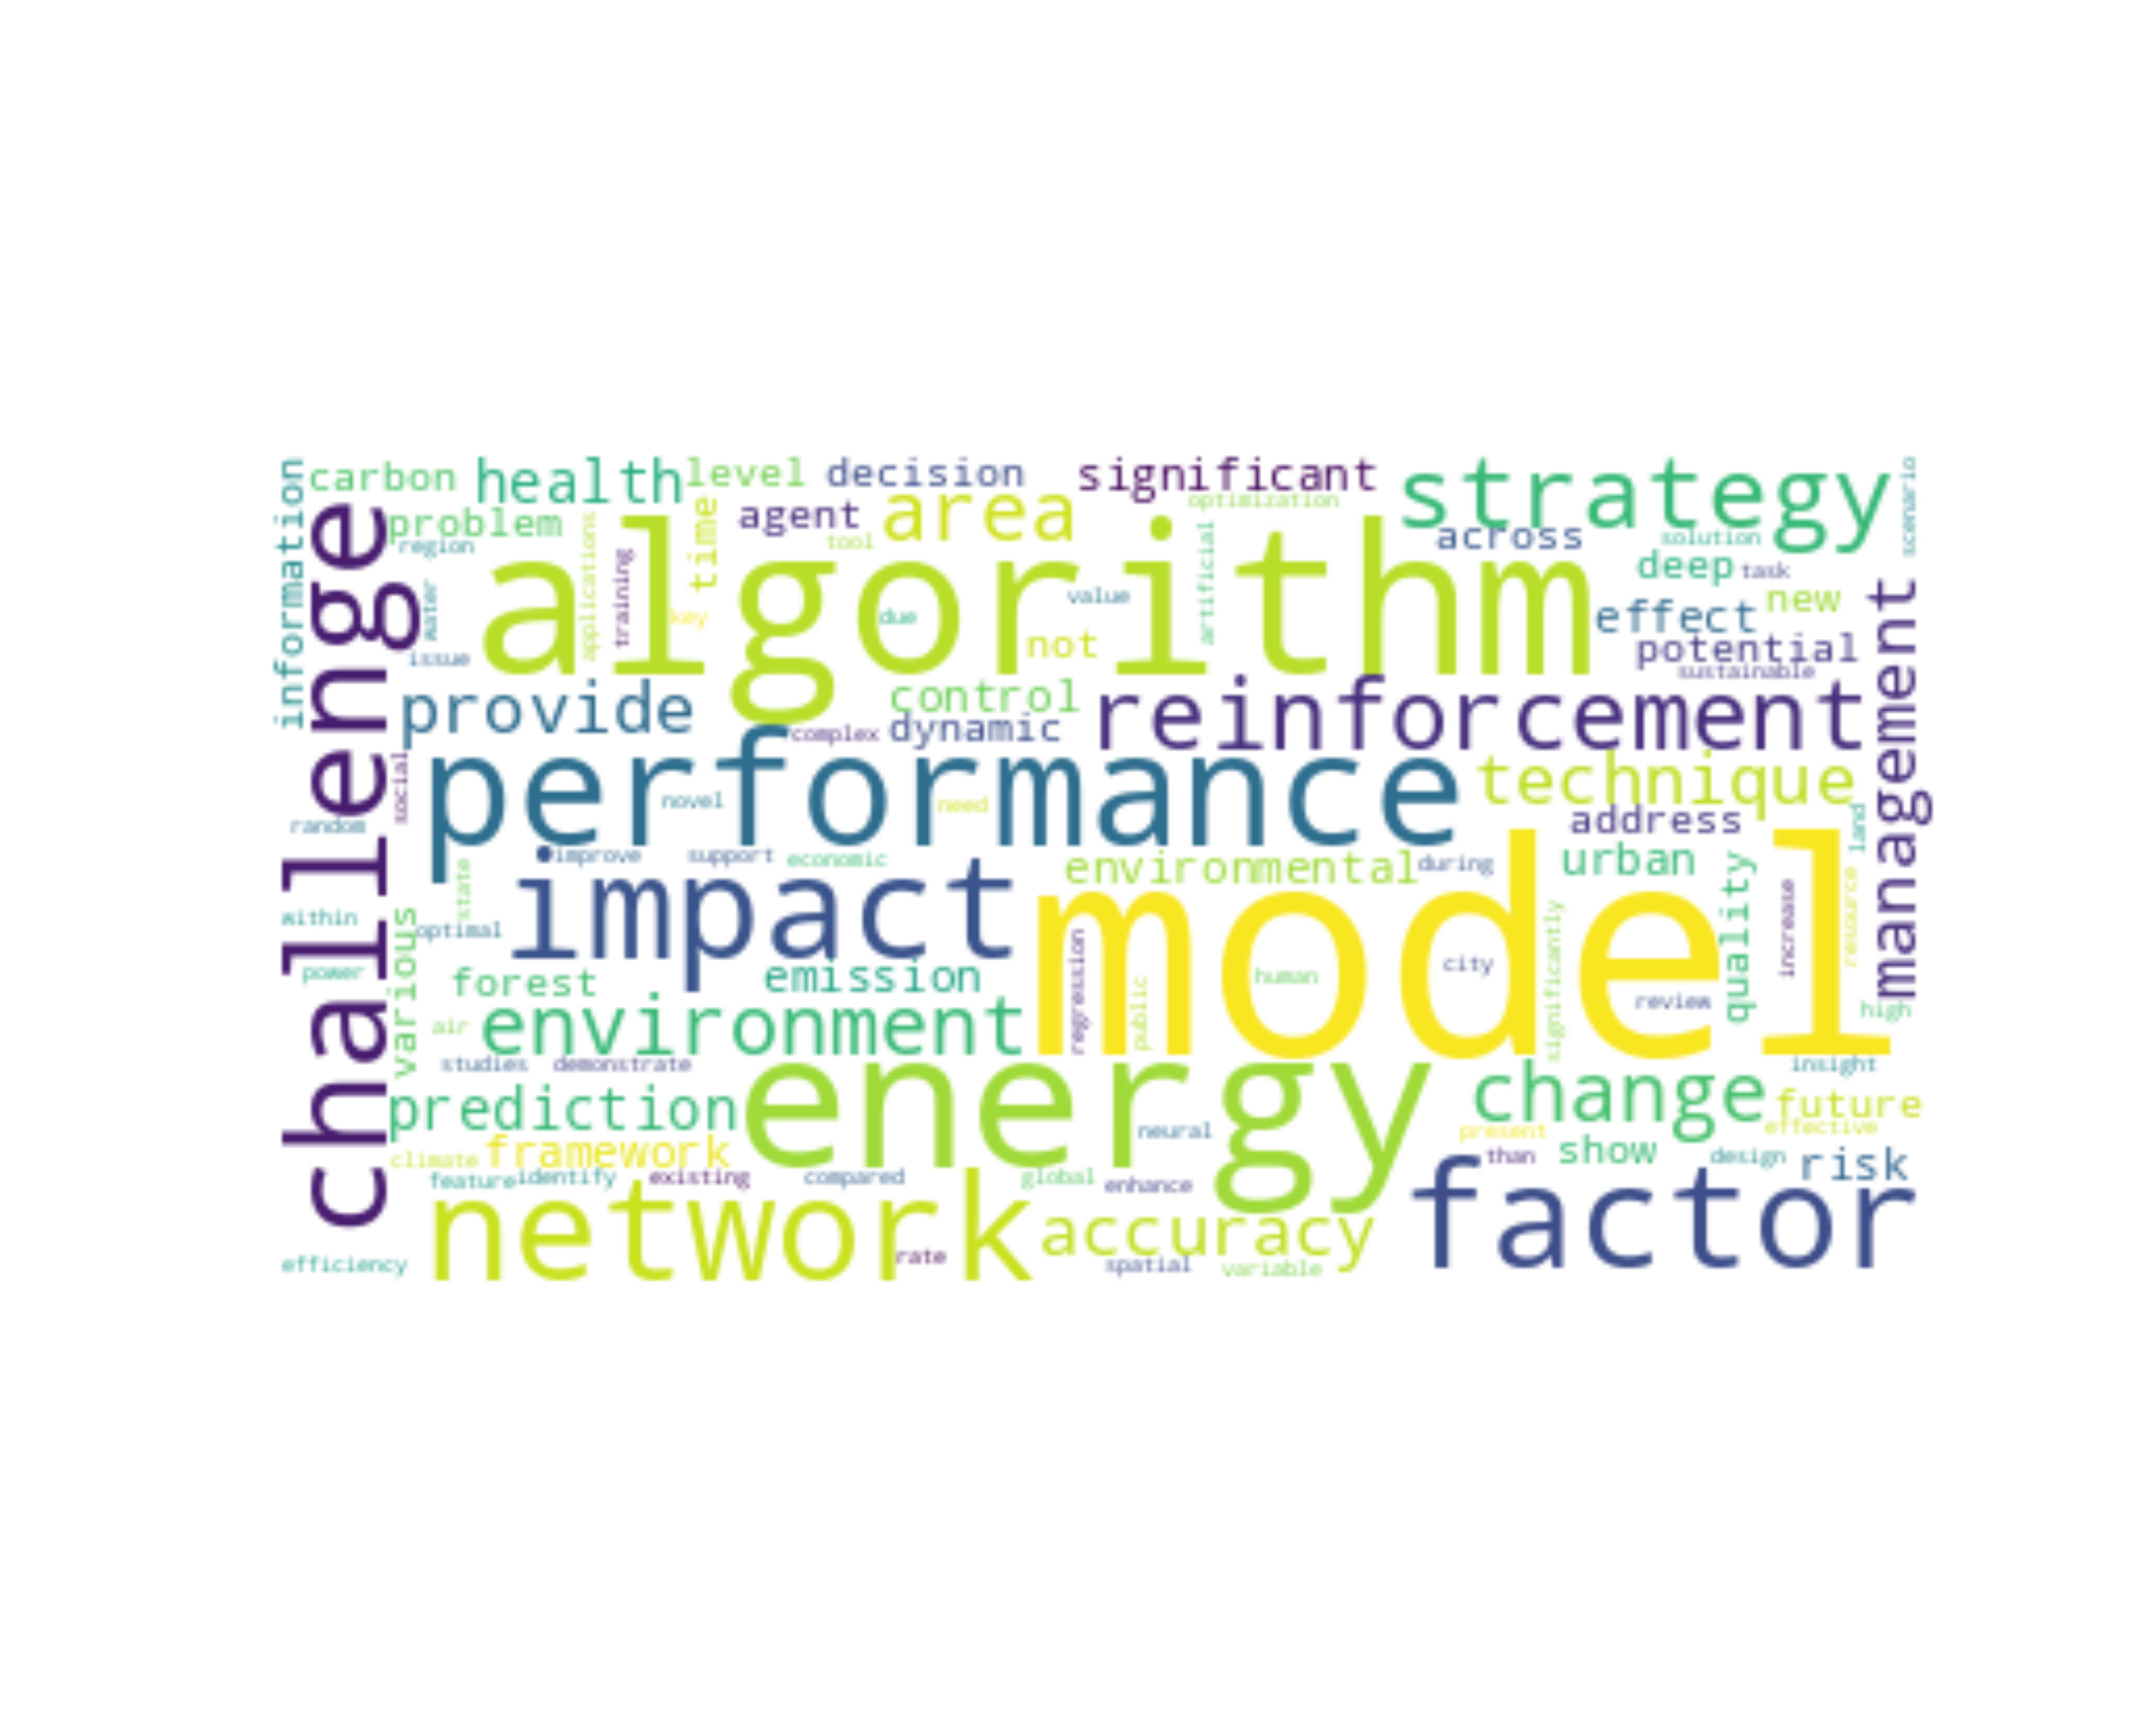 carbon health level decision significant strategy
information
scenario
problem agent area optimization
challenge
region applications training time tool algorithm artificial across solution
deep task
water key due value effect new
issue not potential
sustainable
management
provide control reinforcement
complex dynamic
social performance technique
novel need
random address land
improve support economic environmental during urban
state impact model quality increase resource
within optimal various
regression public human city significantly review
power forest emission
air environment high
studies demonstrate insight
prediction energy change future
neural present effective
climate framework than show design risk
feature identify existing compared global enhance
network accuracy factor
rate
efficiency spatial variable